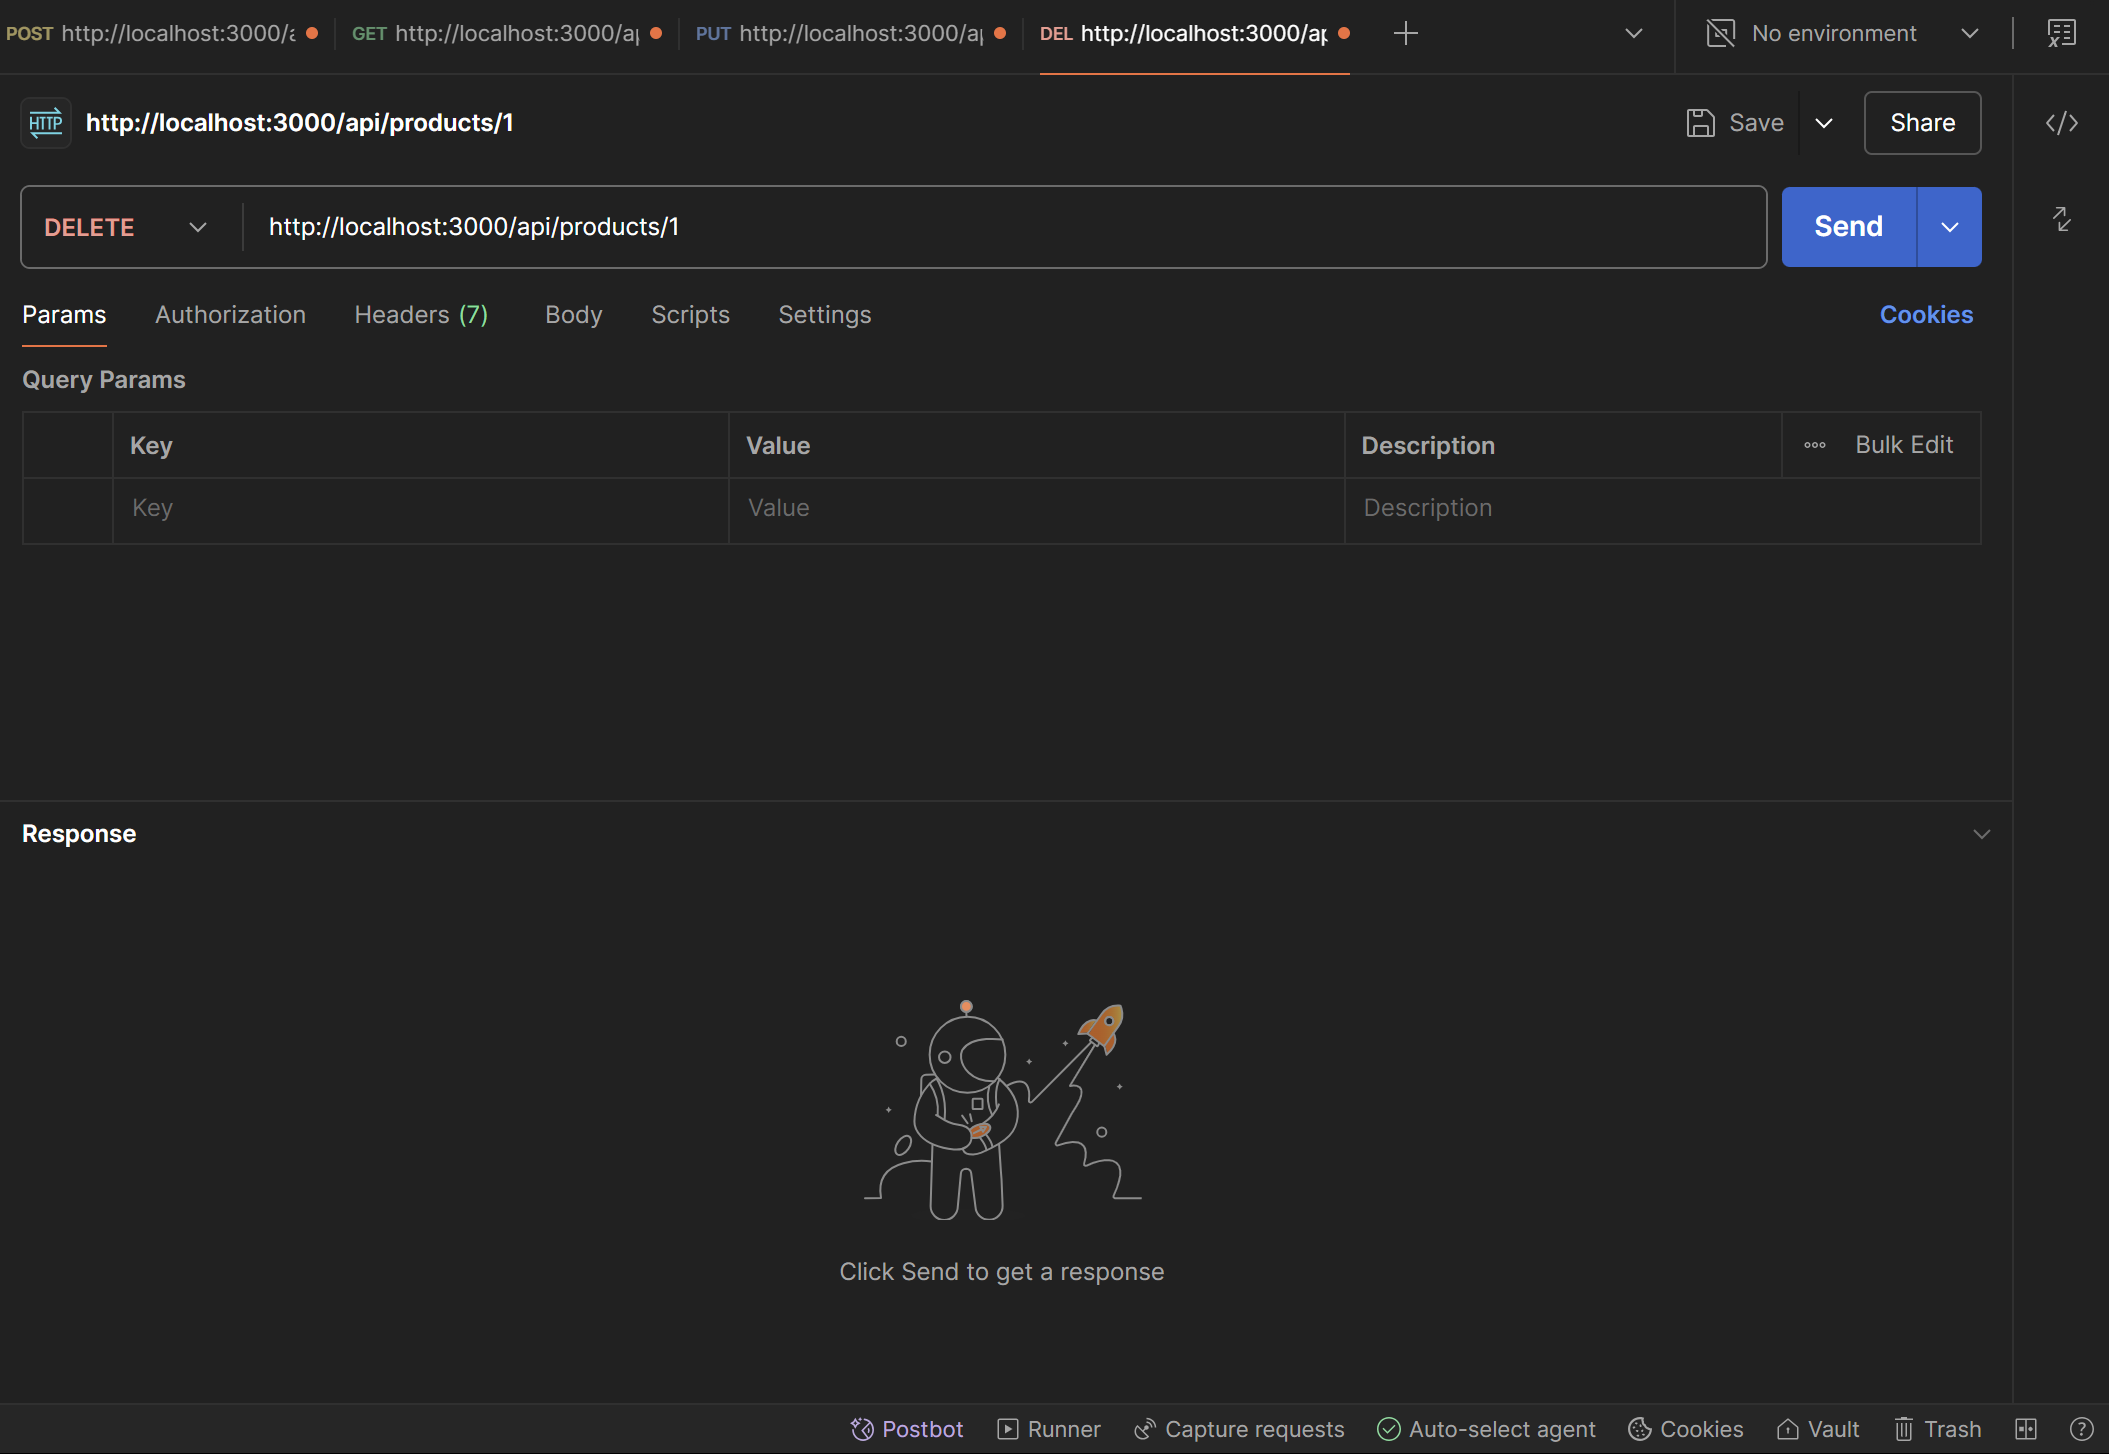 POST http://localhost:3000/a GET http://localhost:3000/ap PUT http://localhost:3000/ap DEL http://localhost:3000/ap No environment
HTTP http://localhost:3000/api/products/1 Save Share
DELETE http://localhost:3000/api/products/1 Send
Params Authorization Headers (7) Body Scripts Settings Cookies
Query Params
Key Value Description Bulk Edit
Key Value Description
Response
Click Send to get a response
Postbot Runner Capture requests Auto-select agent Cookies Vault Trash